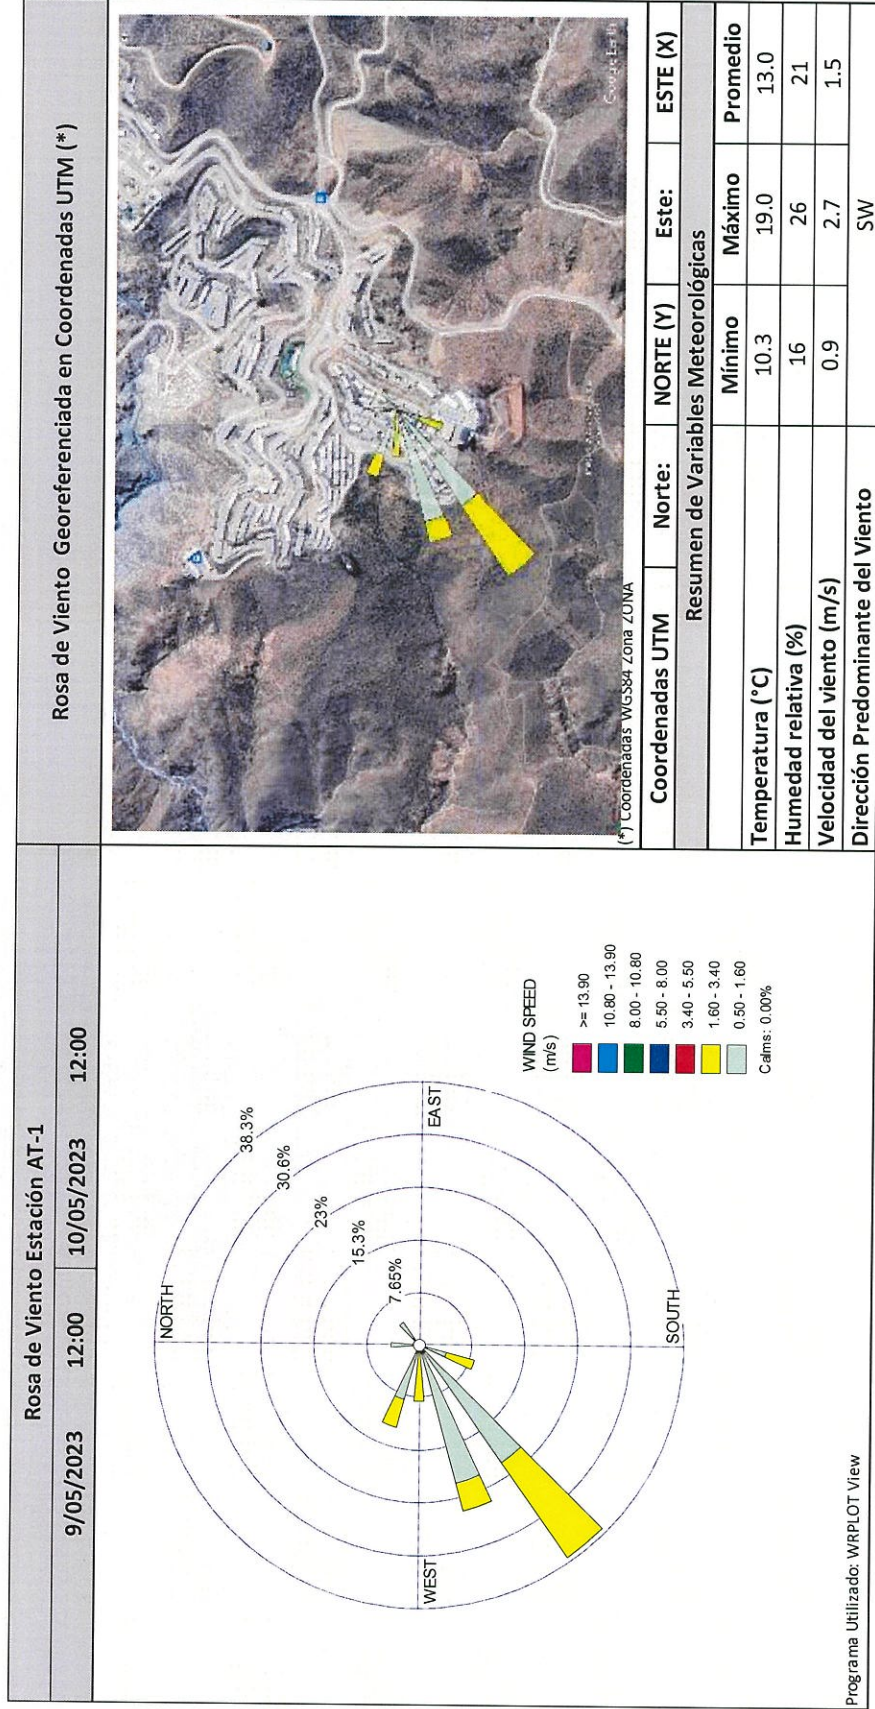 Rosa de Viento Estación AT-1
9/05/2023 12:00 10/05/2023 12:00
NORTH
38.3%
30.6%
23%
15.3%
7.65%
WEST
EAST
SOUTH
WIND SPEED
(m/s)
>= 13.90
10.80 - 13.90
8.00 - 10.80
5.50 - 8.00
3.40 - 5.50
1.60 - 3.40
0.50 - 1.60
Calms: 0.00%
Programa Utilizado: WRPLOT View
Rosa de Viento Georeferenciada en Coordenadas UTM (*)
Google Earth
(*) Coordenadas WGS84 Zona ZONA
Coordenadas UTM Norte: NORTE (Y) Este: ESTE (X)
Resumen de Variables Meteorológicas
Mínimo Máximo Promedio
Temperatura (°C) 10.3 19.0 13.0
Humedad relativa (%) 16 26 21
Velocidad del viento (m/s) 0.9 2.7 1.5
Dirección Predominante del Viento SW